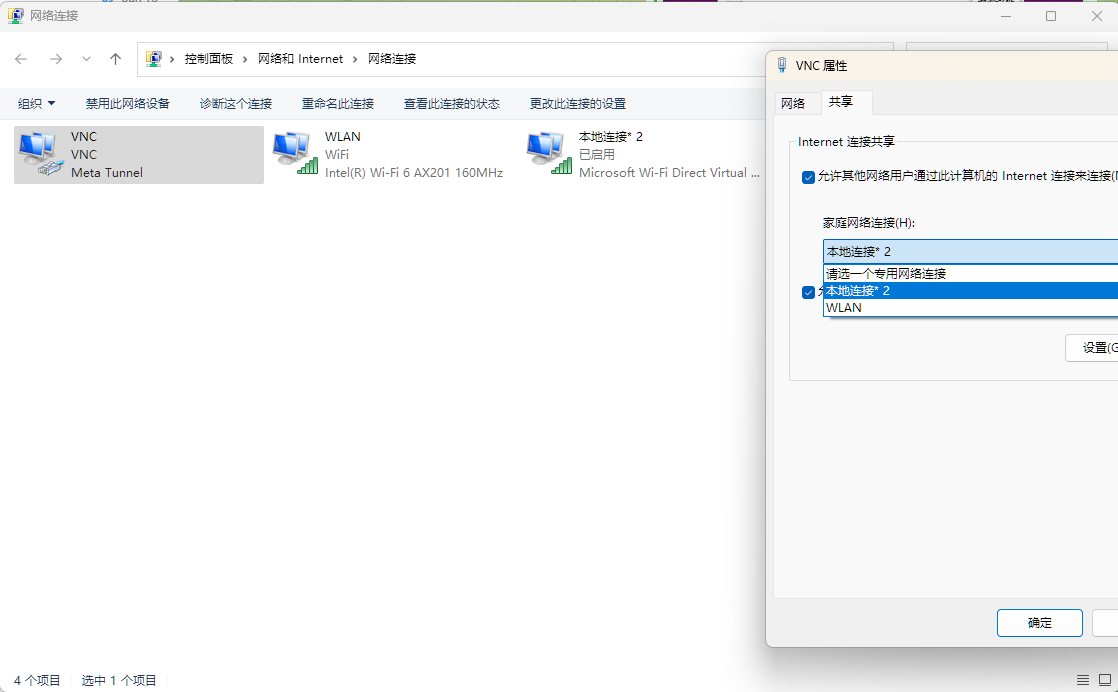 网络连接
控制面板 › 网络和 Internet › 网络连接
组织 禁用此网络设备 诊断这个连接 重命名此连接 查看此连接的状态 更改此连接的设置
VNC
VNC
Meta Tunnel
WLAN
WiFi
Intel(R) Wi-Fi 6 AX201 160MHz
本地连接* 2
已启用
Microsoft Wi-Fi Direct Virtual ...
VNC 属性
网络 共享
Internet 连接共享
允许其他网络用户通过此计算机的 Internet 连接来连接(
家庭网络连接(H):
本地连接* 2
请选一个专用网络连接
本地连接* 2
WLAN
设置(G
确定
4 个项目 选中 1 个项目